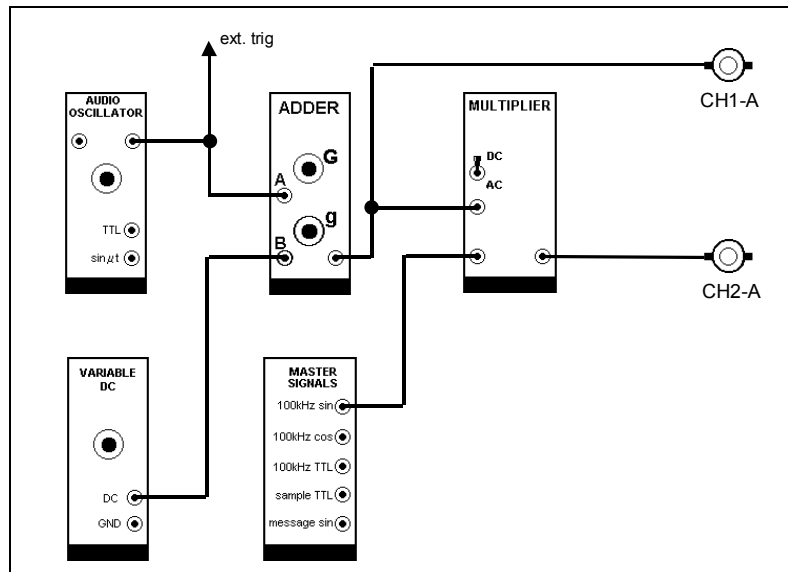 ext. trig
CH1-A
AUDIO
OSCILLATOR
TTL
sinμt
ADDER
G
A
g
B
MULTIPLIER
DC
AC
CH2-A
VARIABLE
DC
DC
GND
MASTER
SIGNALS
100kHz sin
100kHz cos
100kHz TTL
sample TTL
message sin